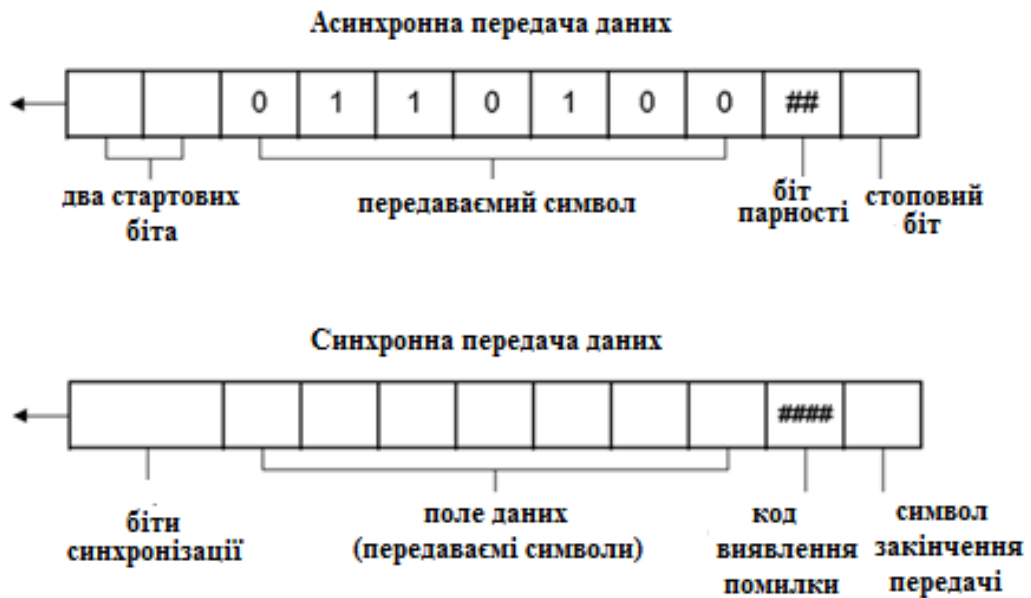 Асинхронна передача даних
0 1 1 0 1 0 0 ##
два стартових
біта
передаваємий символ
біт
парності
стоповий
біт
Синхронна передача даних
####
біти
синхронізації
поле даних
(передаваємі символи)
код
виявлення
помилки
символ
закінчення
передачі